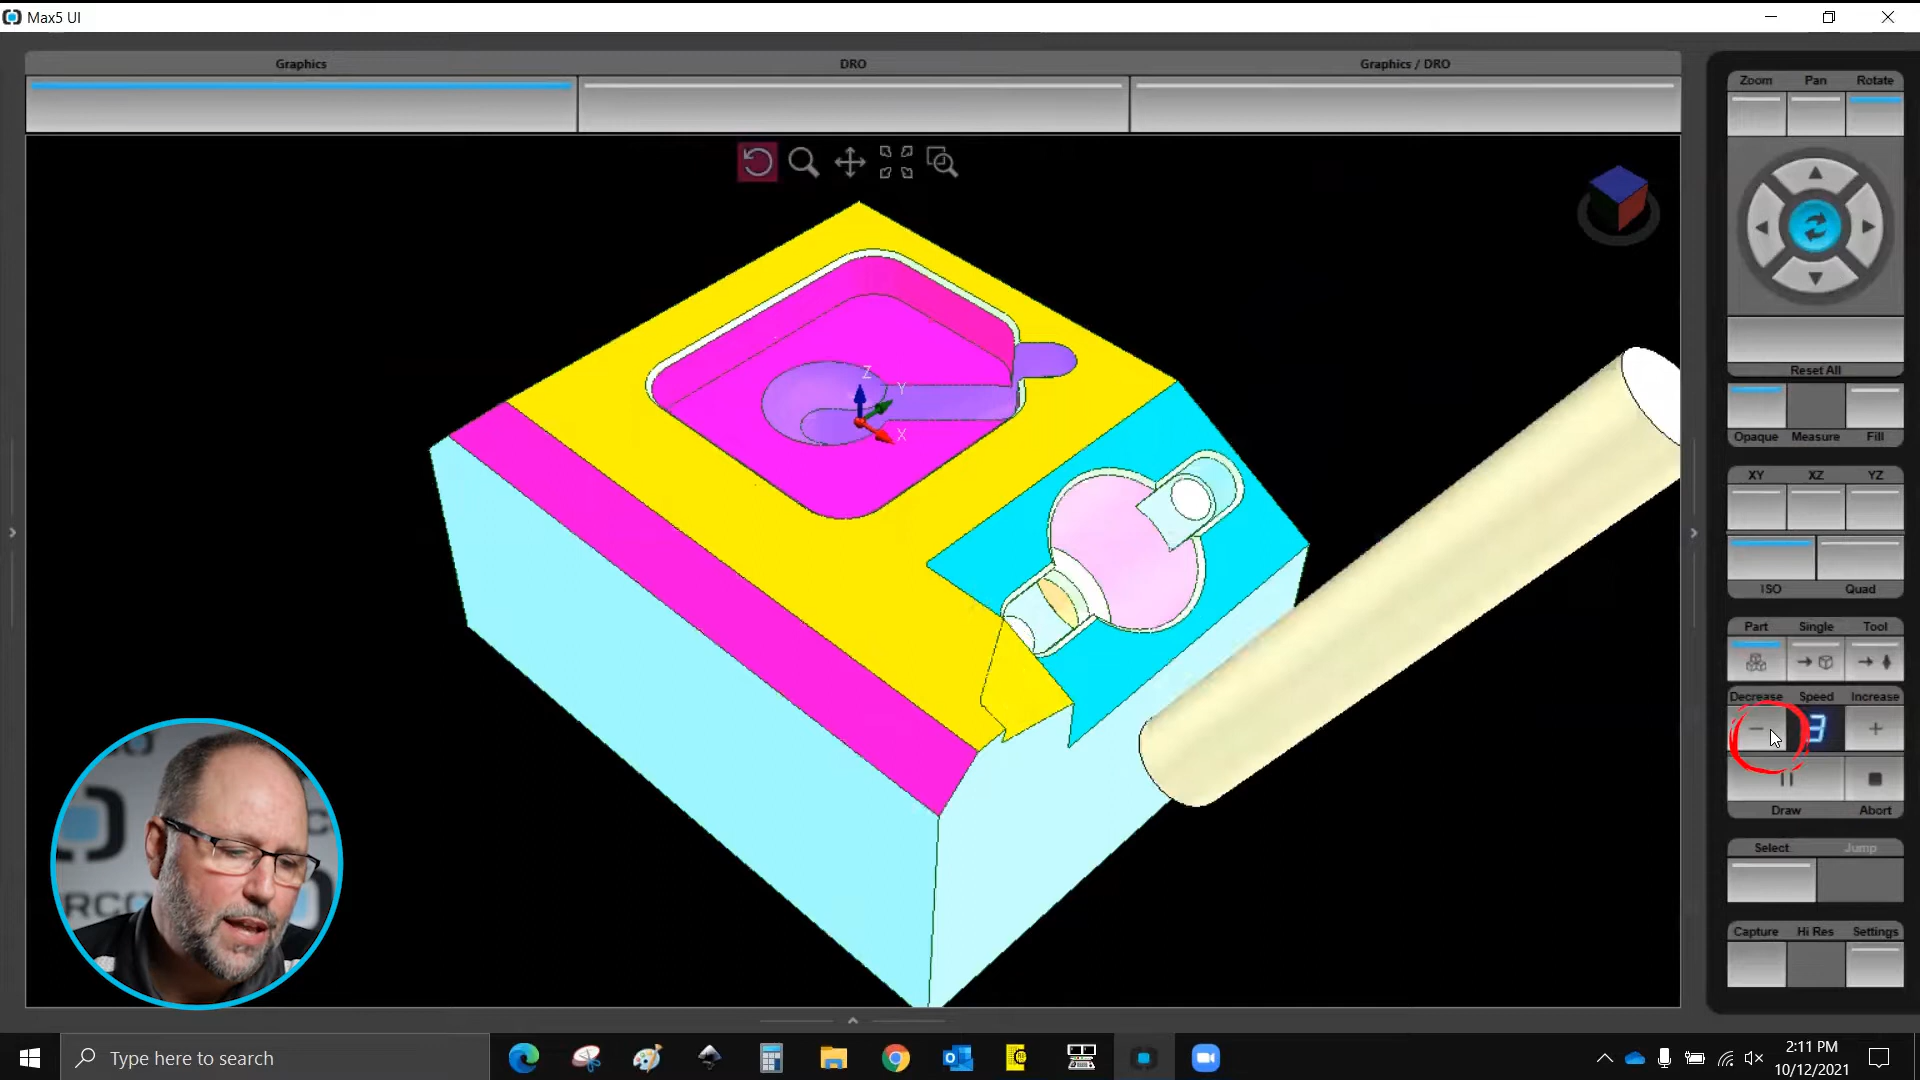 Max5 UI
Graphics
DRO
Graphics / DRO
Zoom Pan Rotate
Z
Y
X
Reset All
Opaque Measure Fill
XY XZ YZ
ISO Quad
Part Single Tool
Decrease Speed Increase
3
Draw Abort
Select Jump
RCO
Capture Hi Res Settings
Type here to search
2:11 PM
10/12/2021